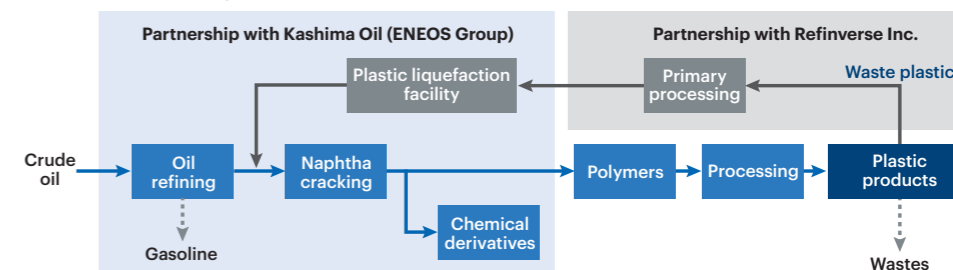 Partnership with Kashima Oil (ENEOS Group)
Partnership with Refinverse Inc.
Plastic liquefaction
facility
Primary
processing
Waste plastic
Crude
oil
Oil
refining
Naphtha
cracking
Polymers
Processing
Plastic
products
Chemical
derivatives
Gasoline
Wastes